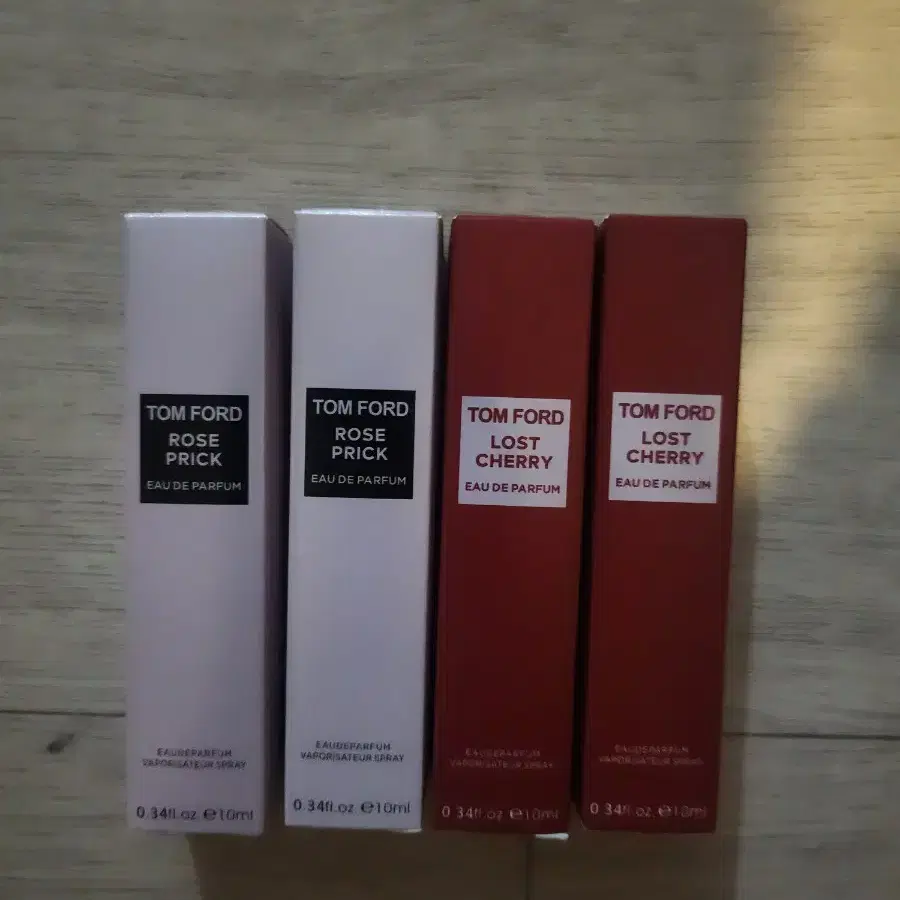 TOM FORD
ROSE
PRICK
EAU DE PARFUM
EAUDEPARFUM
VAPORISATEUR SPRAY
0.34fl.oz ℮10ml
TOM FORD
ROSE
PRICK
EAU DE PARFUM
EAUDEPARFUM
VAPORISATEUR SPRAY
0.34fl.oz ℮10ml
TOM FORD
LOST
CHERRY
EAU DE PARFUM
EAUDEPARFUM
VAPORISATEUR SPRAY
0.34fl.oz ℮10ml
TOM FORD
LOST
CHERRY
EAU DE PARFUM
EAUDEPARFUM
VAPORISATEUR SPRAY
0.34fl.oz ℮10ml